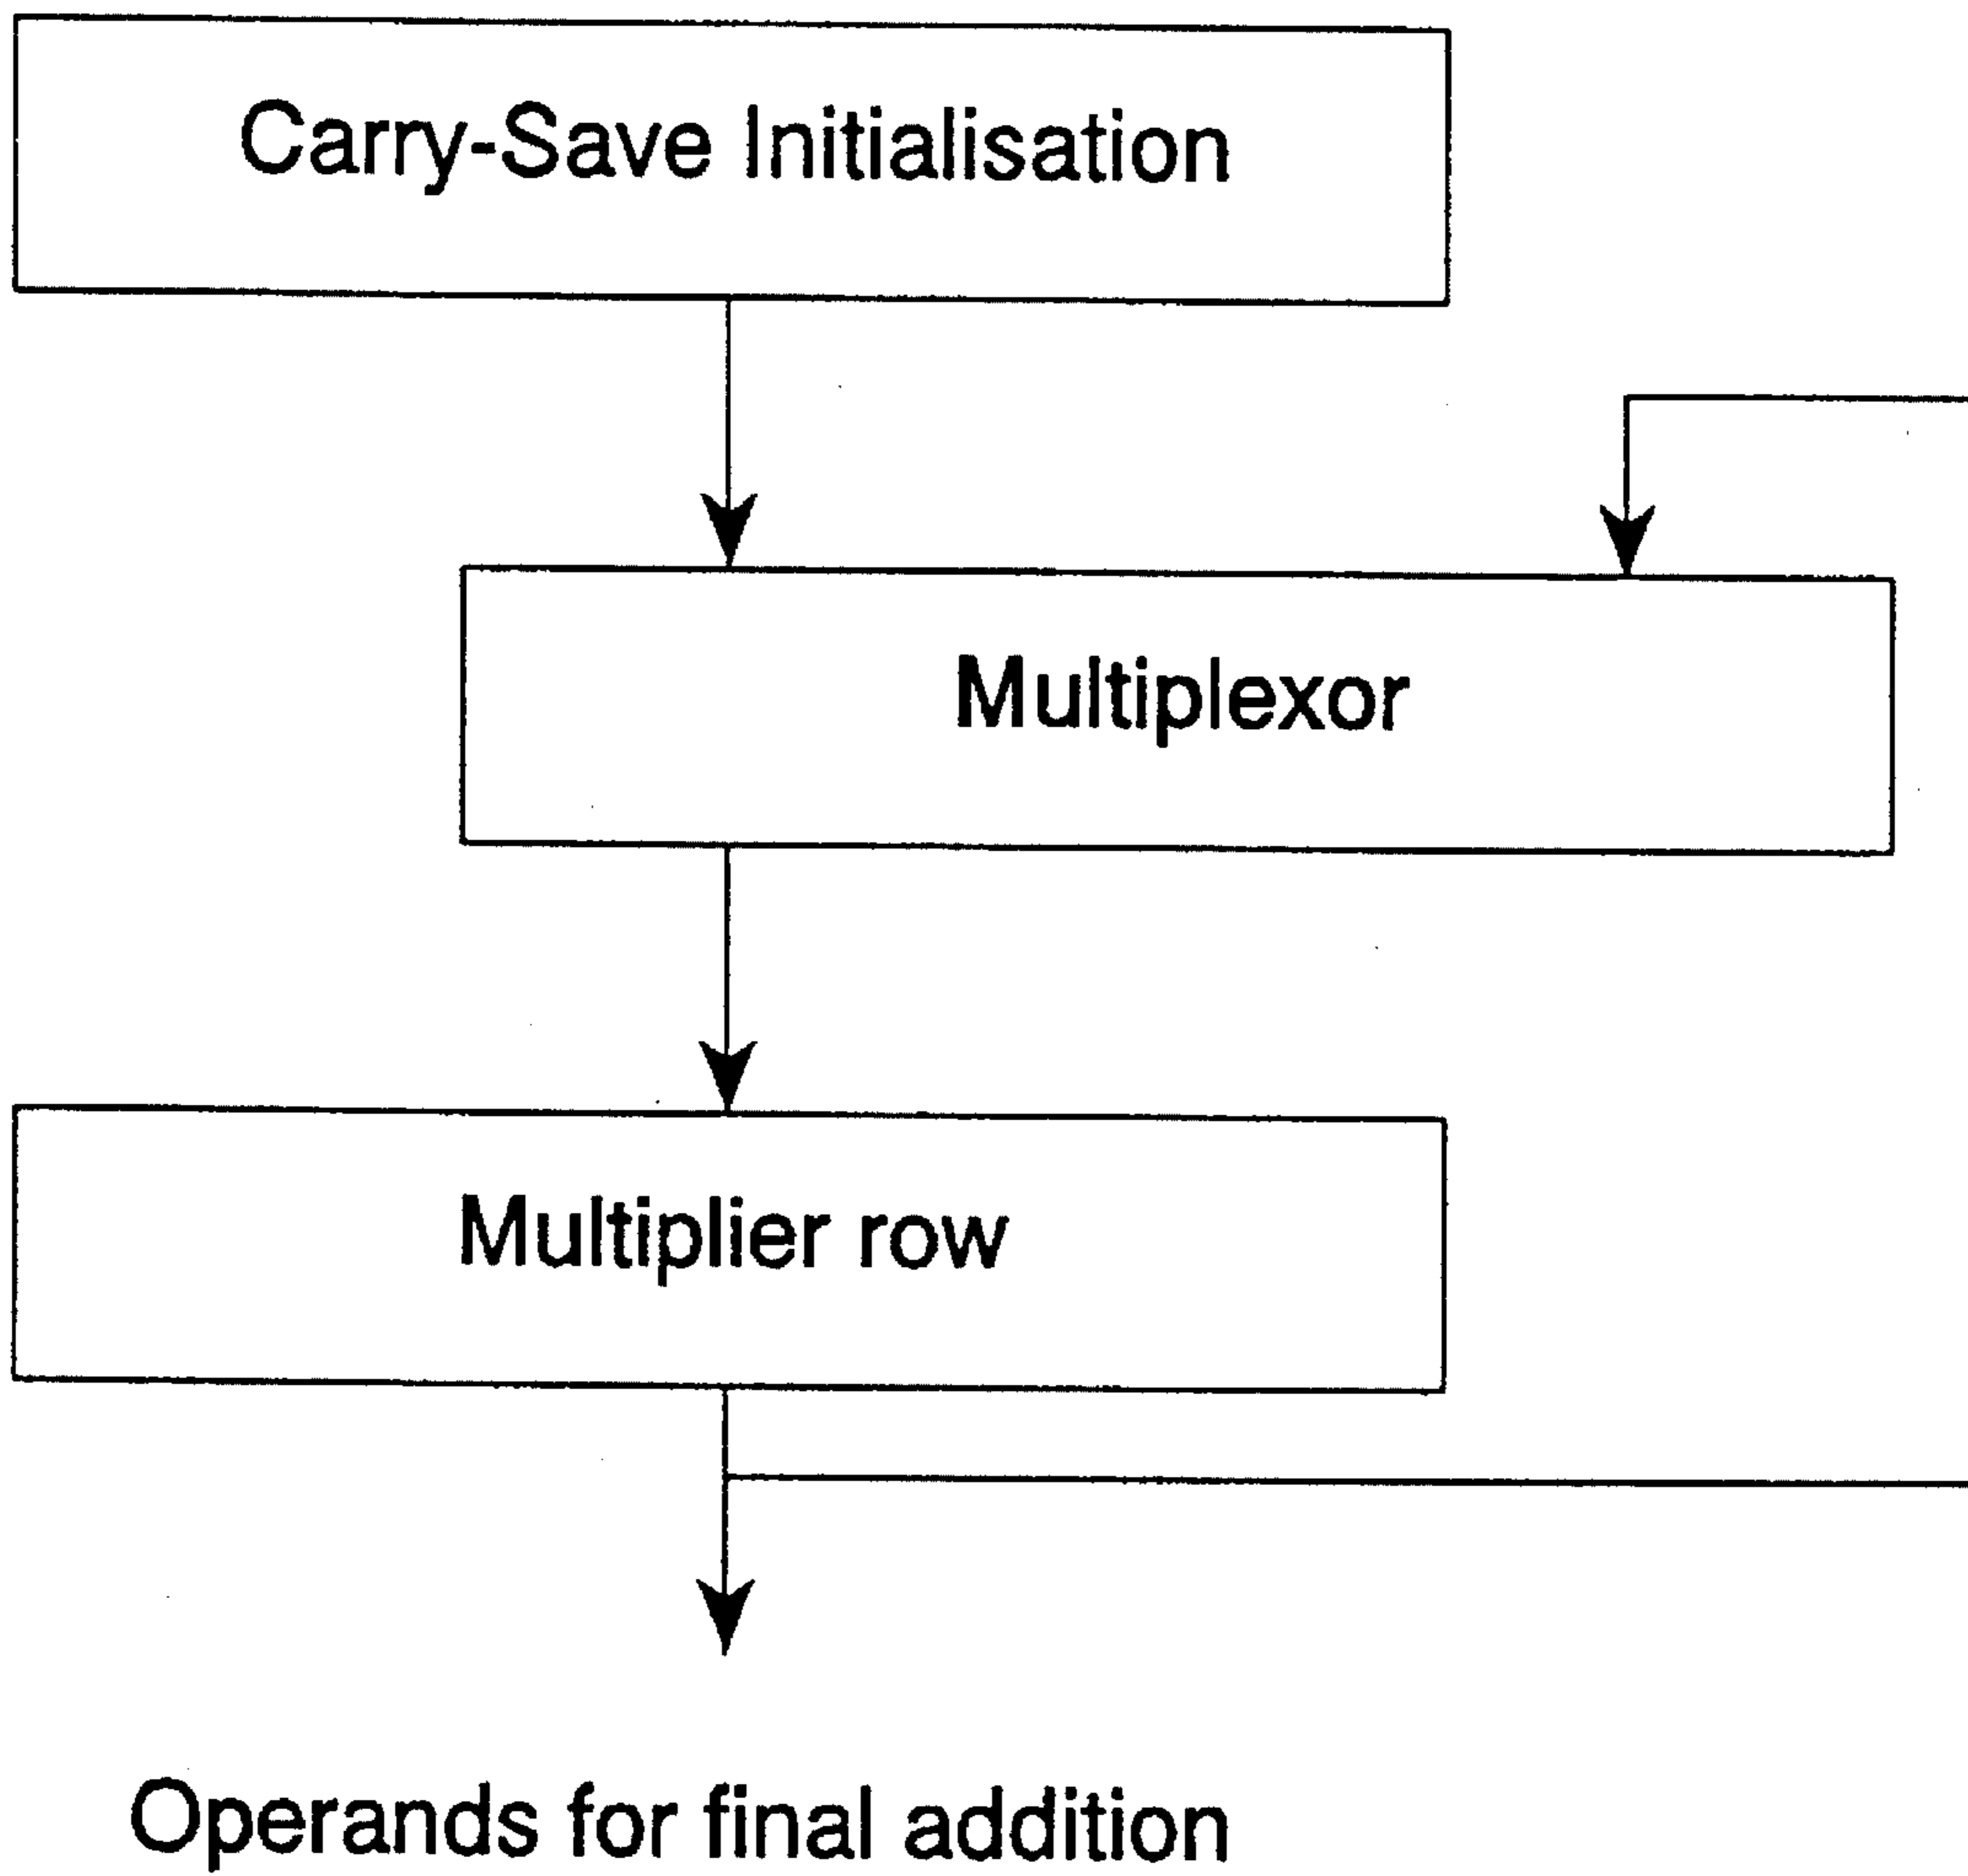 Carry-Save Initialisation
Multiplexor
Multiplier row
Operands for final addition